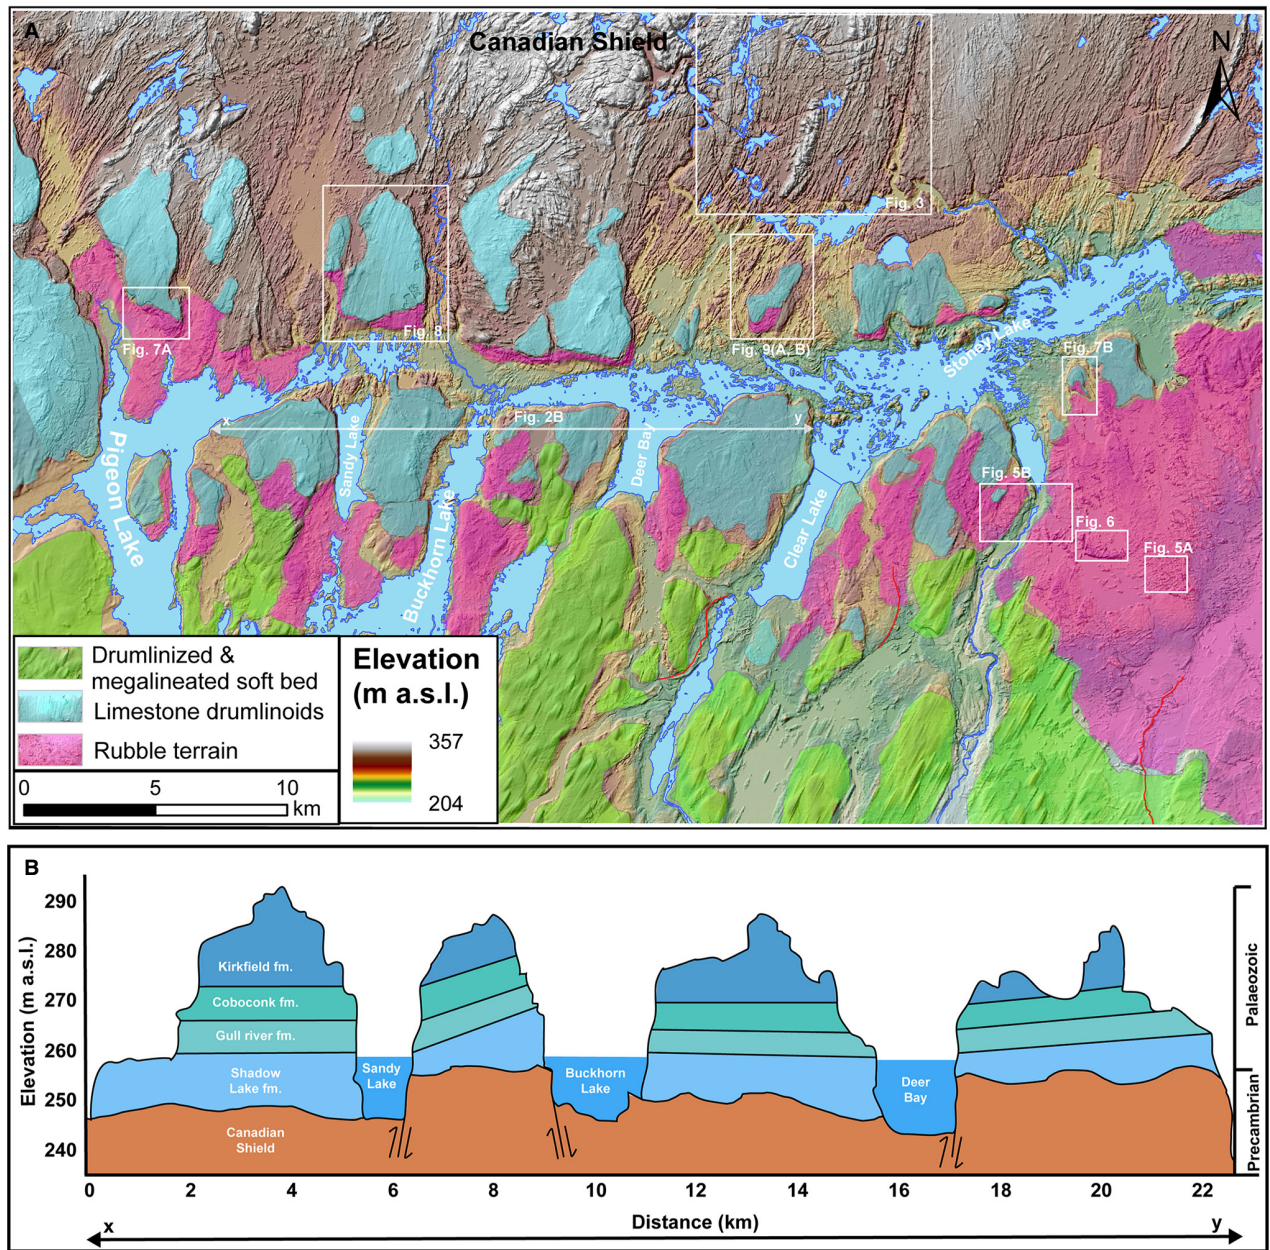 A
Canadian Shield
N
Fig. 3
Fig. 7A
Fig. 8
Fig. 9(A, B)
Stoney Lake
Fig. 7B
x
Fig. 2B
y
Pigeon Lake
Sandy Lake
Buckhorn Lake
Deer Bay
Clear Lake
Fig. 5B
Fig. 6
Fig. 5A
Drumlinized &
megalineated soft bed
Limestone drumlinoids
Rubble terrain
0
5
10
km
Elevation
(m a.s.l.)
357
204
B
Elevation (m a.s.l.)
290
280
270
260
250
240
Kirkfield fm.
Coboconk fm.
Gull river fm.
Shadow
Lake fm.
Canadian
Shield
Sandy
Lake
Buckhorn
Lake
Deer
Bay
Palaeozoic
Precambrian
0
2
4
6
8
10
12
14
16
18
20
22
x
Distance (km)
y